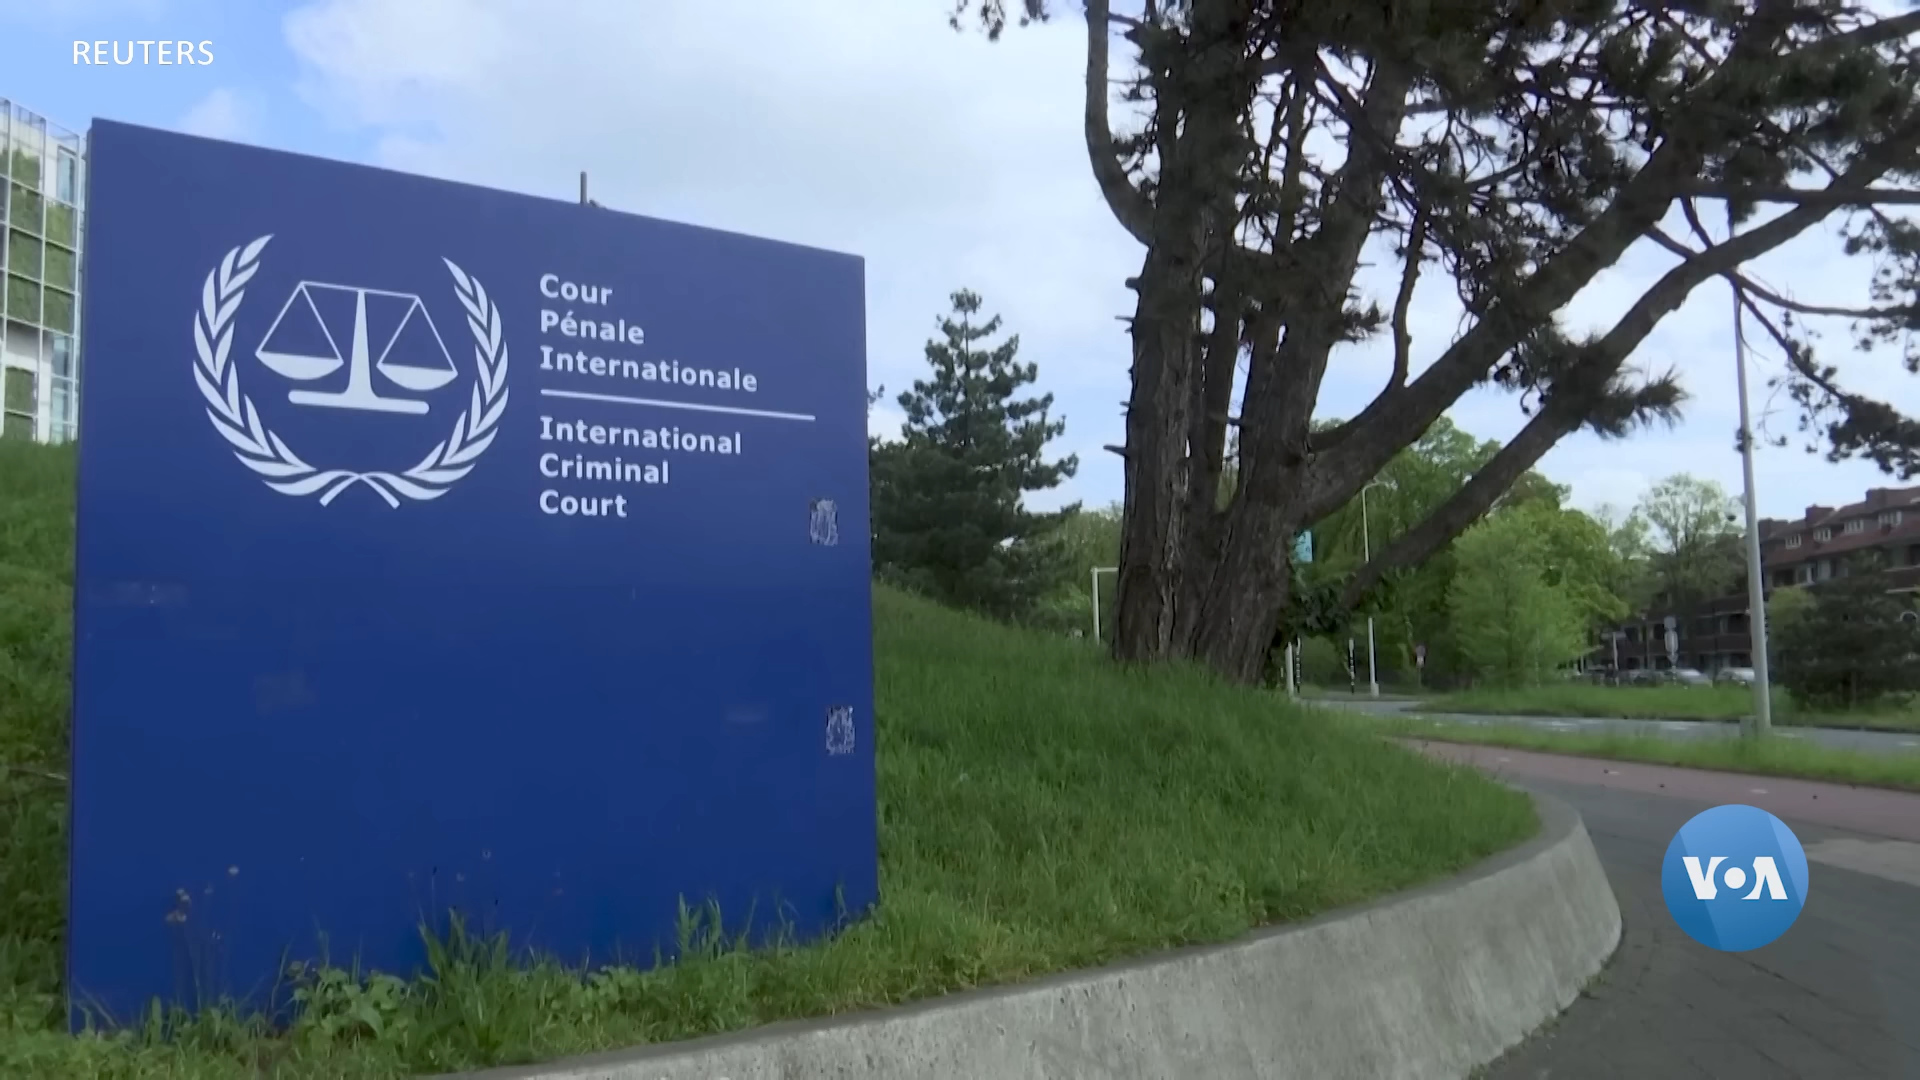 REUTERS
Cour
Pénale
Internationale
International
Criminal
Court
VOA